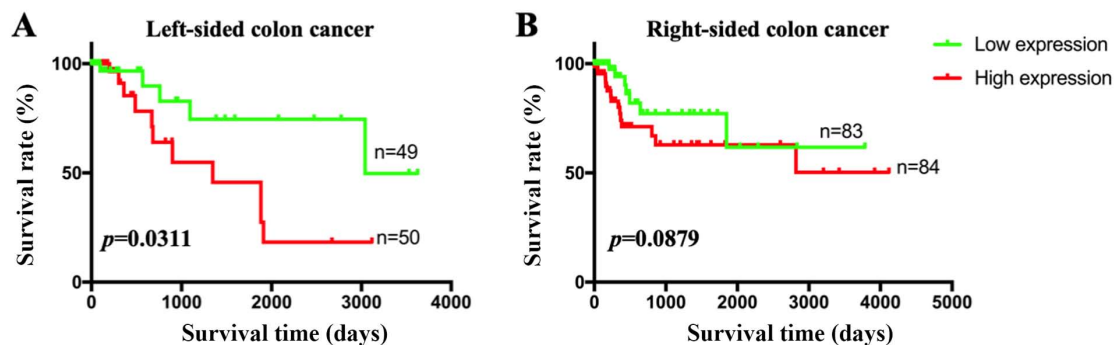 A
Left-sided colon cancer
Survival rate (%)
100
50
0
n=49
n=50
p=0.0311
0
1000
2000
3000
4000
Survival time (days)
B
Right-sided colon cancer
Survival rate (%)
100
50
0
n=83
n=84
p=0.0879
0
1000
2000
3000
4000
5000
Survival time (days)
Low expression
High expression